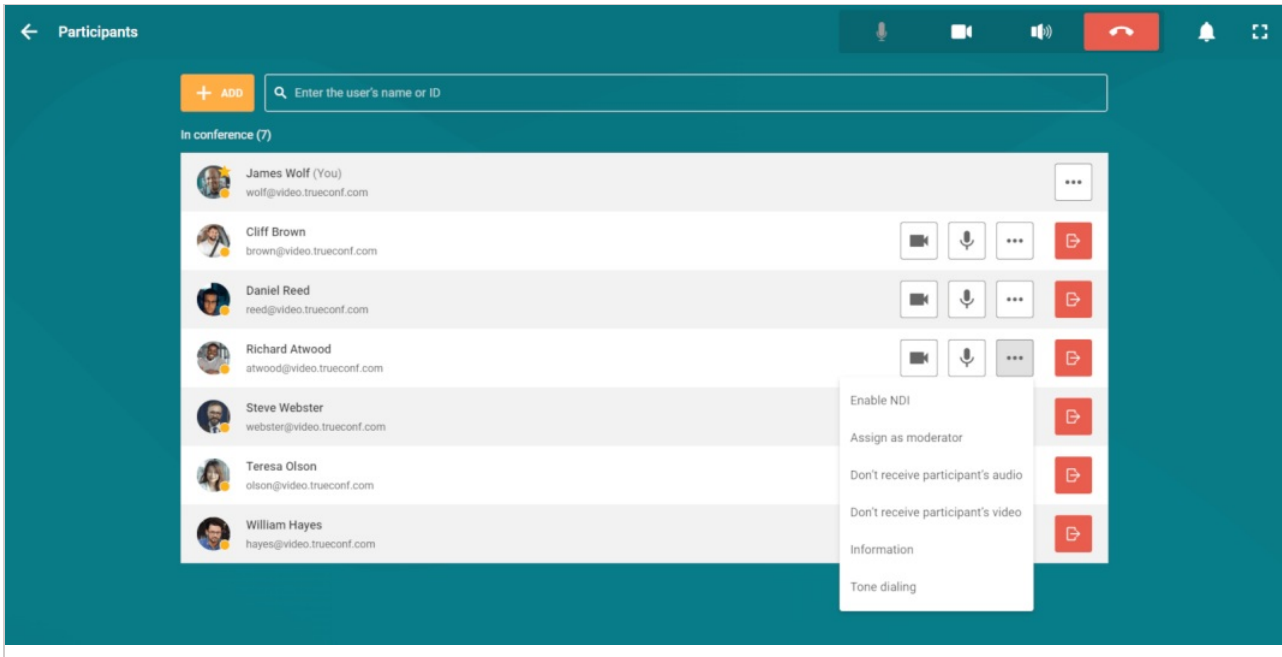 Participants
ADD
Enter the user's name or ID
In conference (7)
James Wolf (You)
wolf@video.trueconf.com
Cliff Brown
brown@video.trueconf.com
Daniel Reed
reed@video.trueconf.com
Richard Atwood
atwood@video.trueconf.com
Steve Webster
webster@video.trueconf.com
Teresa Olson
olson@video.trueconf.com
William Hayes
hayes@video.trueconf.com
Enable NDI
Assign as moderator
Don't receive participant's audio
Don't receive participant's video
Information
Tone dialing